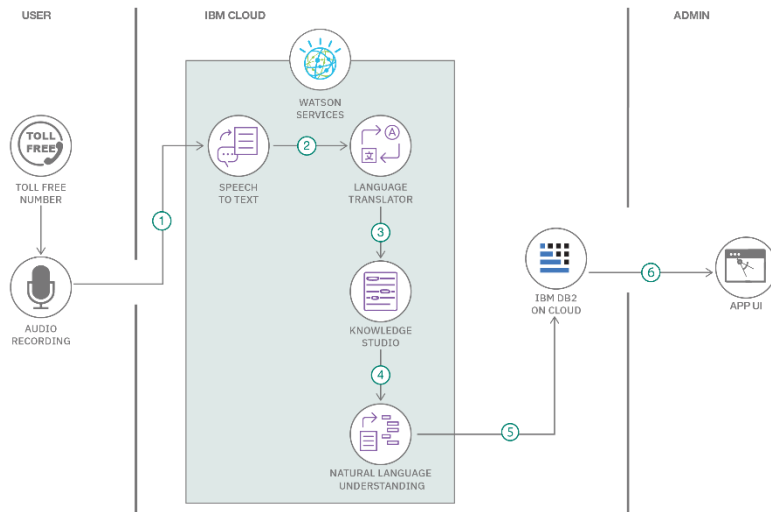 USER
IBM CLOUD
ADMIN
WATSON
SERVICES
TOLL
FREE
TOLL FREE
NUMBER
1
SPEECH
TO TEXT
2
A
文
LANGUAGE
TRANSLATOR
3
AUDIO
RECORDING
KNOWLEDGE
STUDIO
4
NATURAL LANGUAGE
UNDERSTANDING
5
IBM DB2
ON CLOUD
6
APP UI